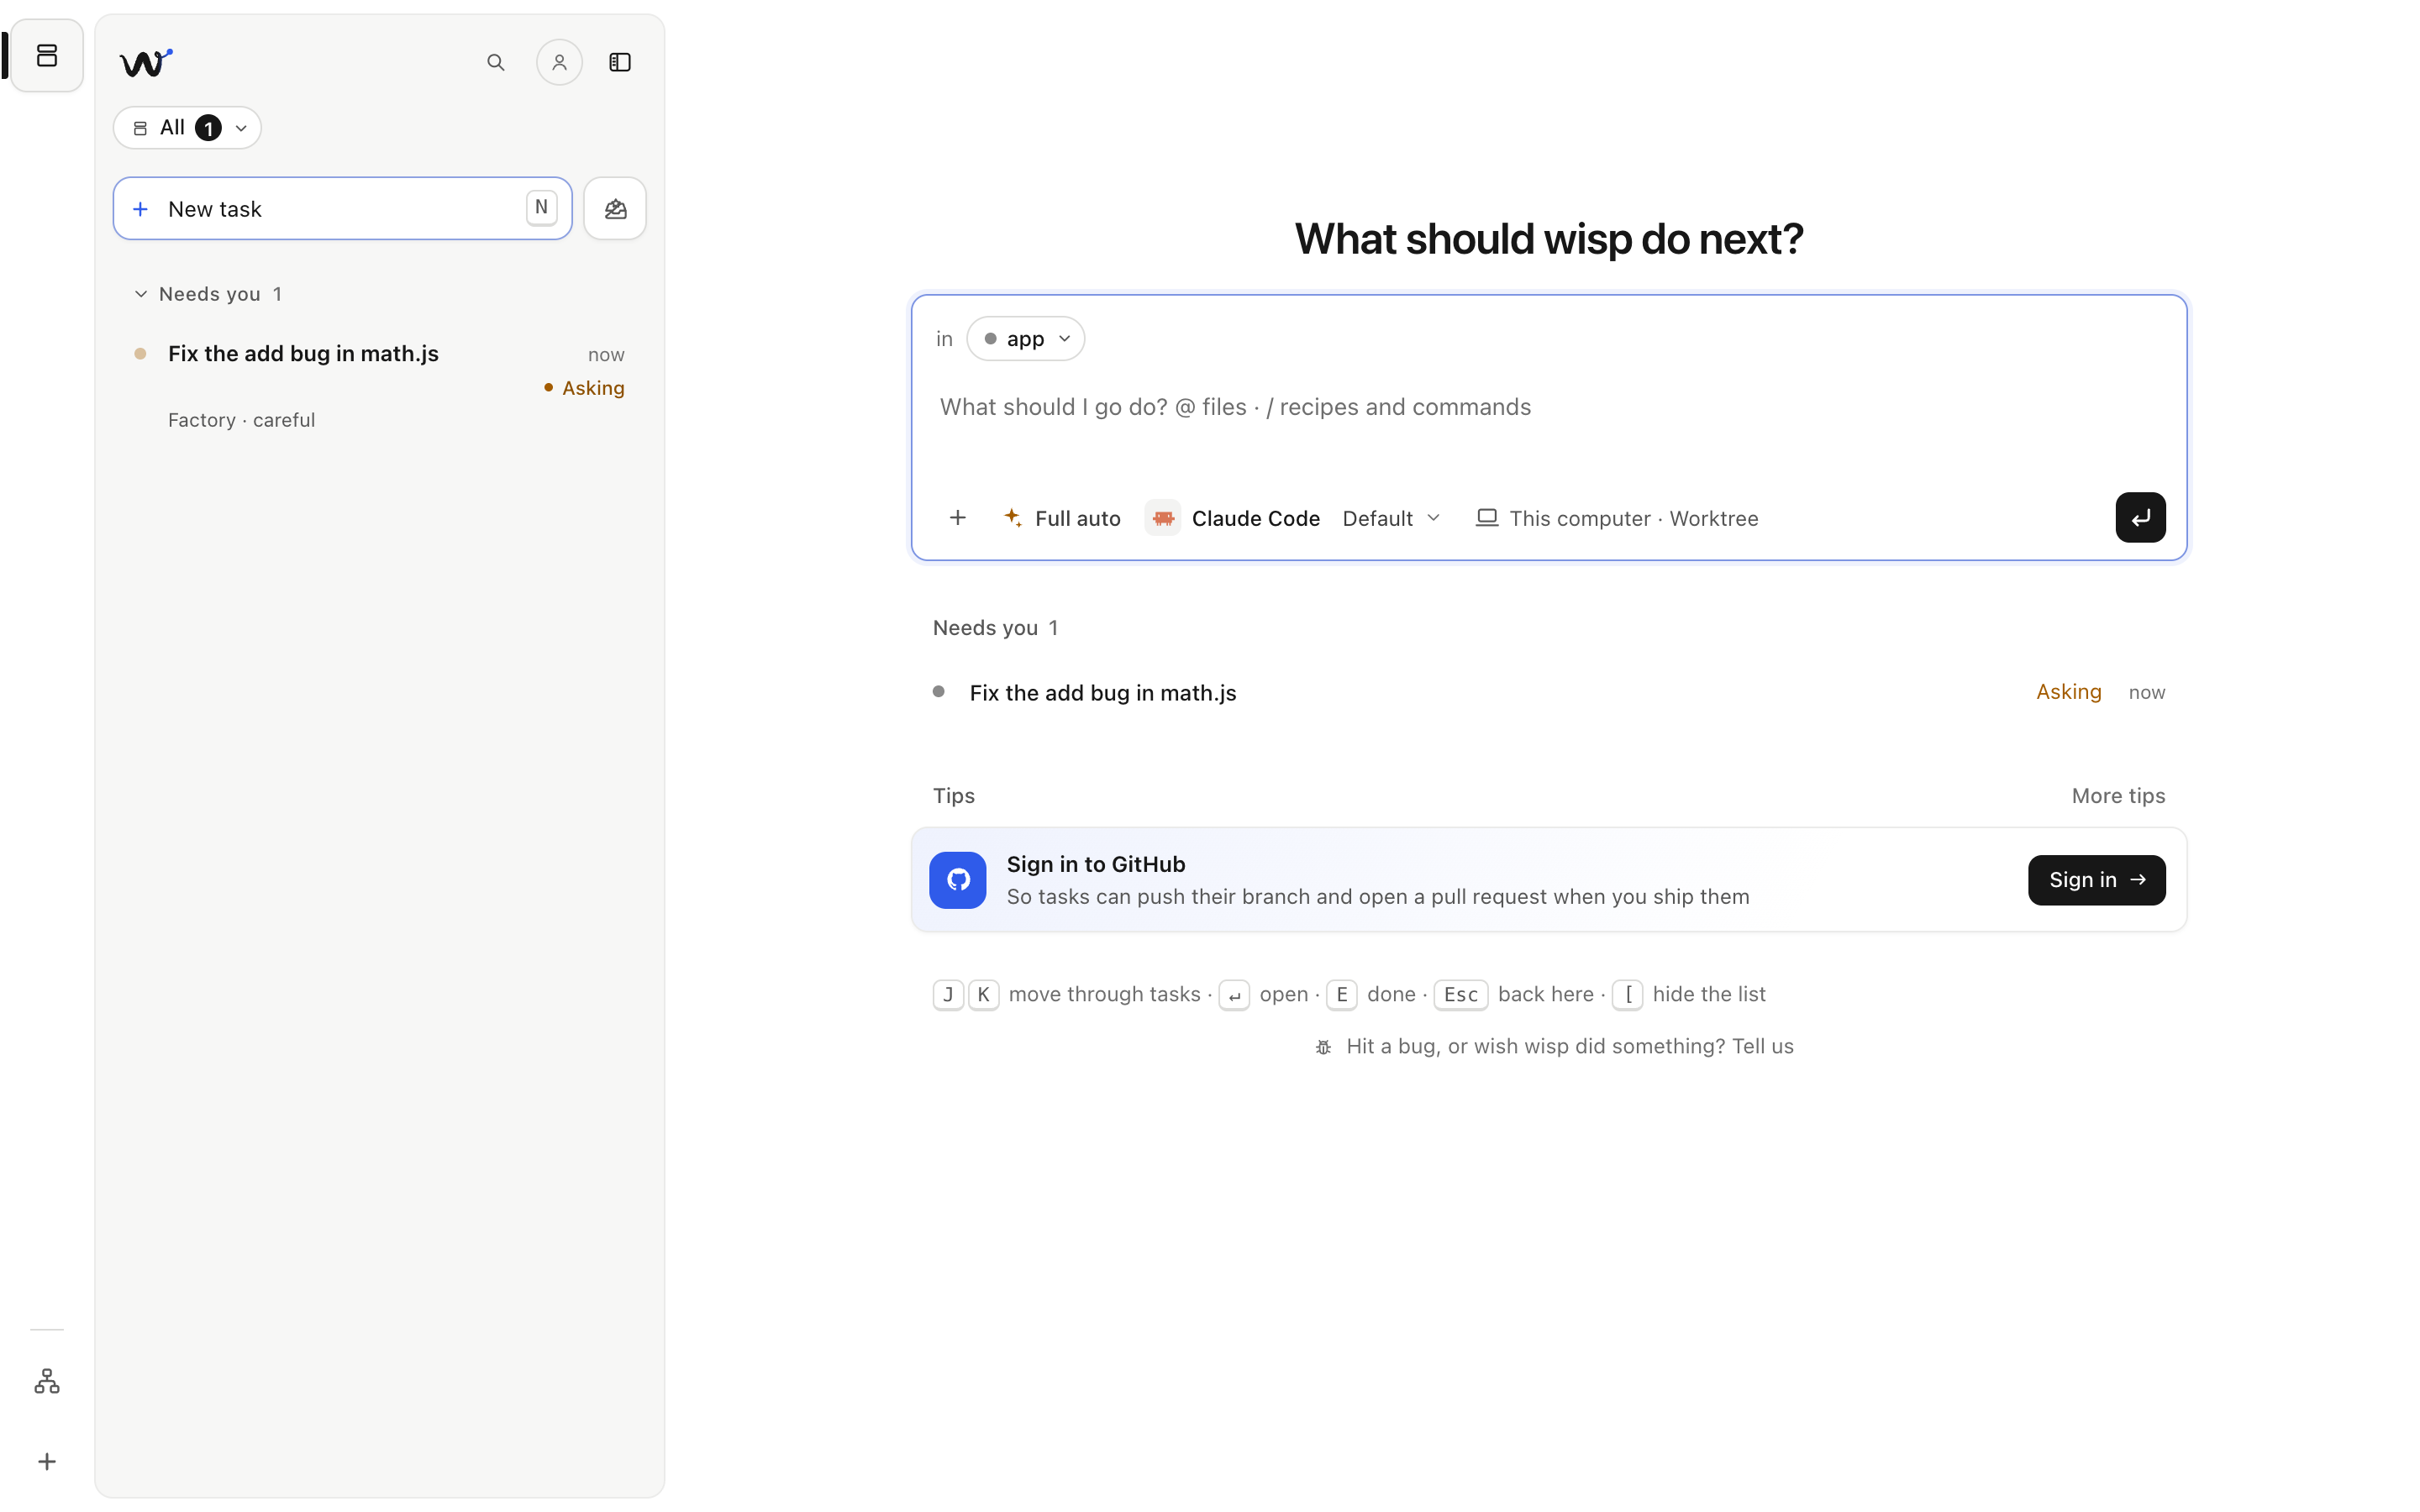 All 1
New task N
Needs you 1
Fix the add bug in math.js now
Asking
Factory · careful
What should wisp do next?
in app
What should I go do? @ files · / recipes and commands
Full auto Claude Code Default This computer · Worktree
Needs you 1
Fix the add bug in math.js Asking now
Tips More tips
Sign in to GitHub
So tasks can push their branch and open a pull request when you ship them
Sign in →
J K move through tasks · ↵ open · E done · Esc back here · [ hide the list
Hit a bug, or wish wisp did something? Tell us